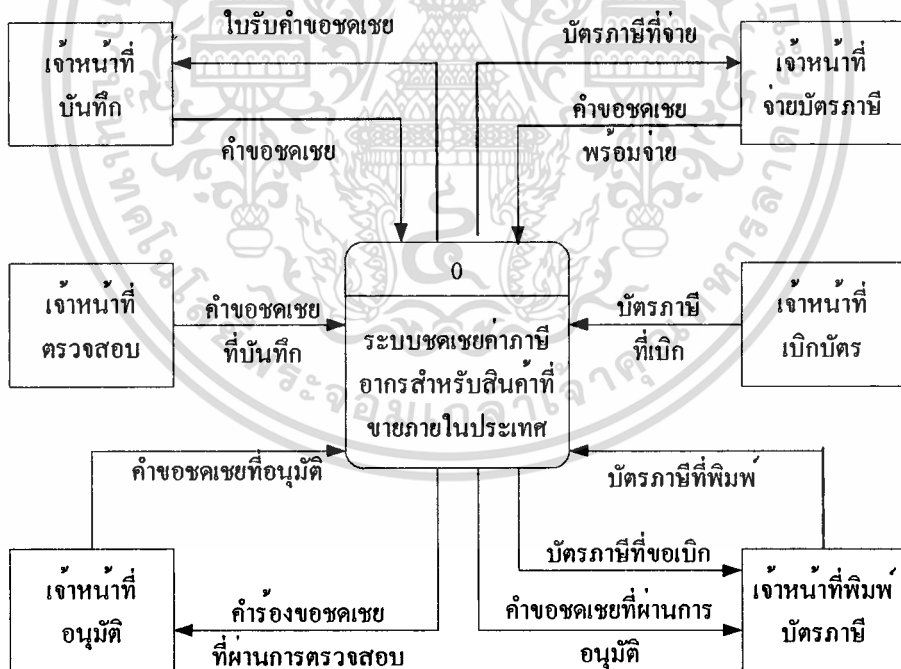 ใบรับคำขอชดเชย
บัตรภาษีที่จ่าย
เจ้าหน้าที่
บันทึก
เจ้าหน้าที่
จ่ายบัตรภาษี
คำขอชดเชย
คำขอชดเชย
พร้อมจ่าย
0
ระบบชดเชยค่าภาษี
อากรสำหรับสินค้าที่
ขายภายในประเทศ
เจ้าหน้าที่
ตรวจสอบ
คำขอชดเชย
ที่บันทึก
บัตรภาษี
ที่เบิก
เจ้าหน้าที่
เบิกบัตร
คำขอชดเชยที่อนุมัติ
บัตรภาษีที่พิมพ์
เจ้าหน้าที่
อนุมัติ
คำร้องขอชดเชย
ที่ผ่านการตรวจสอบ
บัตรภาษีที่ขอเบิก
คำขอชดเชยที่ผ่านการ
อนุมัติ
เจ้าหน้าที่พิมพ์
บัตรภาษี